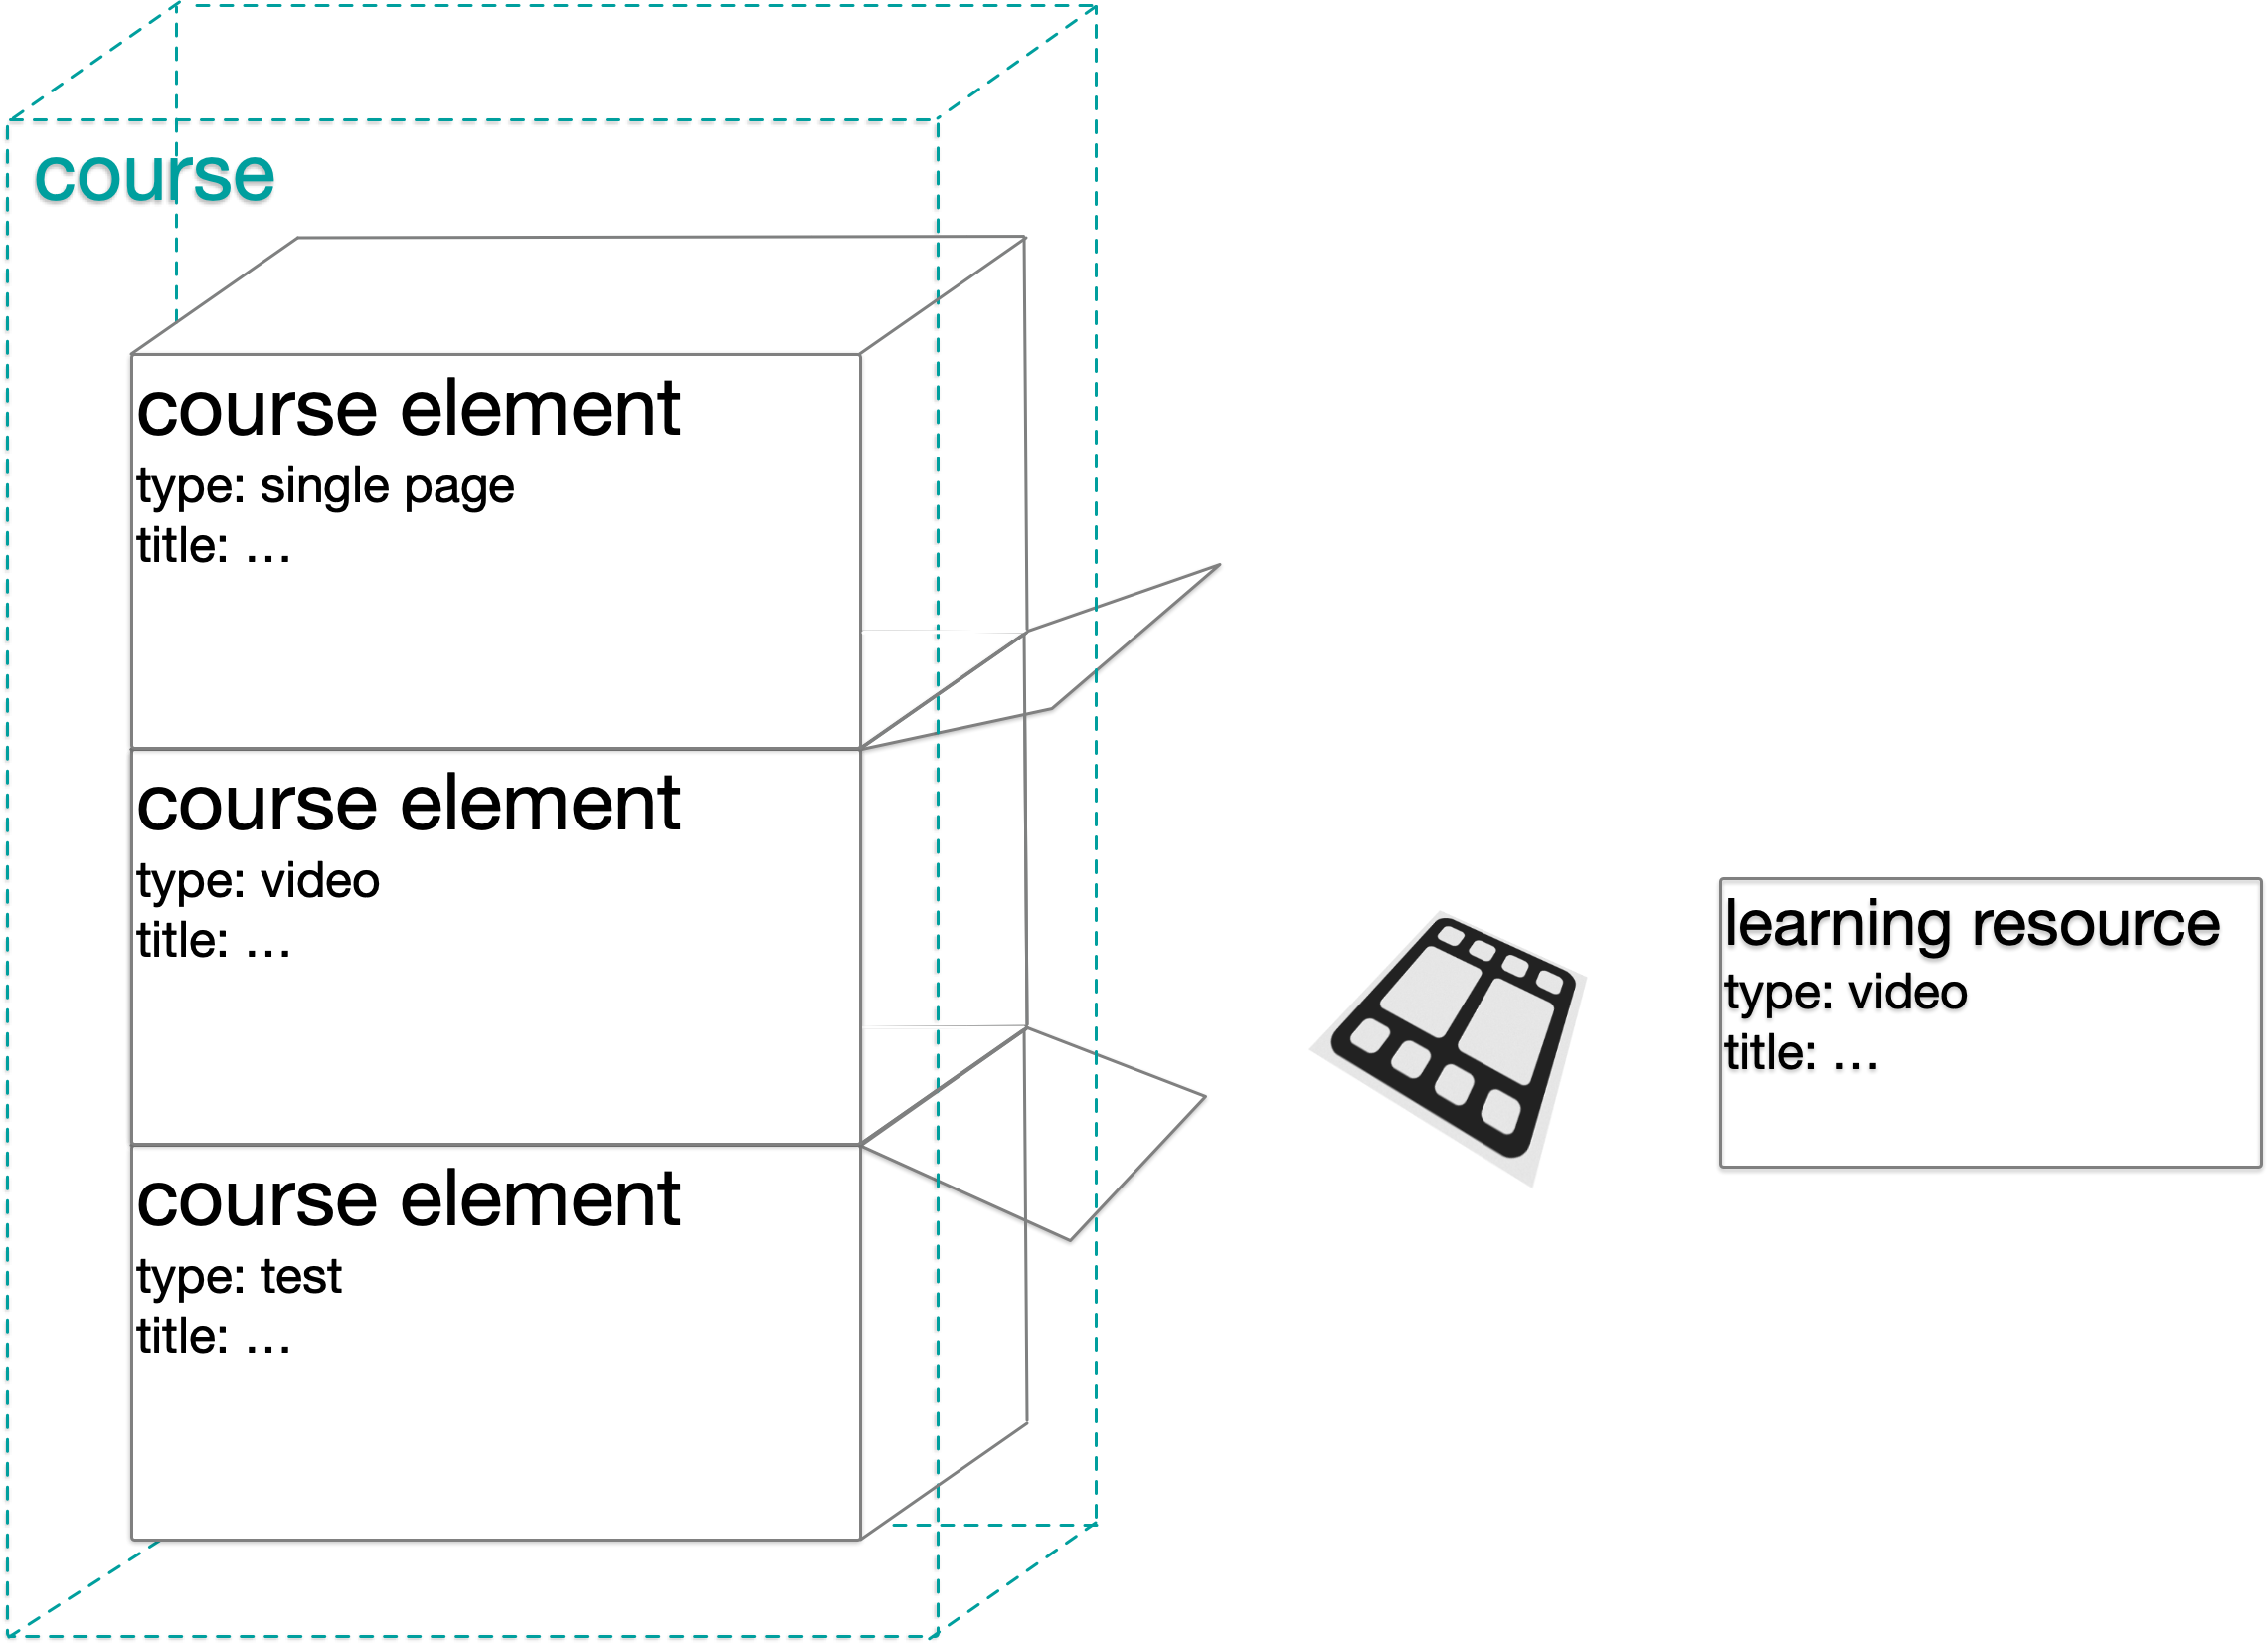 course
course element
type: single page
title: …
course element
type: video
title: …
course element
type: test
title: …
learning resource
type: video
title: …